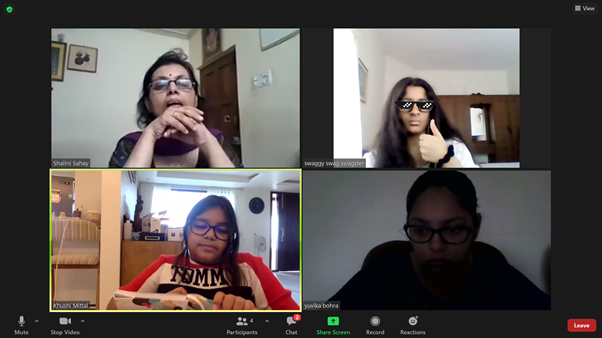 View
Shalini Sahay
swaggy swag swagster
TOMMY
Khushi Mittal
yuvika bohra
Mute
Stop Video
4
Participants
2
Chat
Share Screen
Record
Reactions
Leave